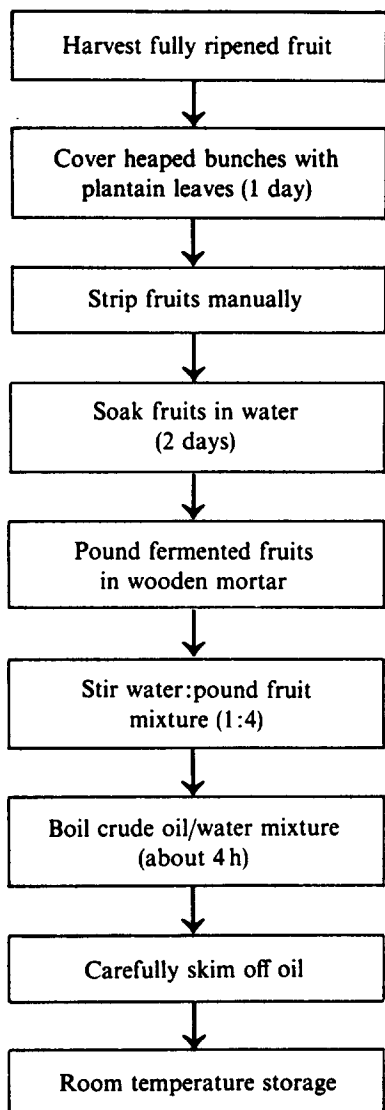 Harvest fully ripened fruit
Cover heaped bunches with
plantain leaves (1 day)
Strip fruits manually
Soak fruits in water
(2 days)
Pound fermented fruits
in wooden mortar
Stir water:pound fruit
mixture (1:4)
Boil crude oil/water mixture
(about 4 h)
Carefully skim off oil
Room temperature storage